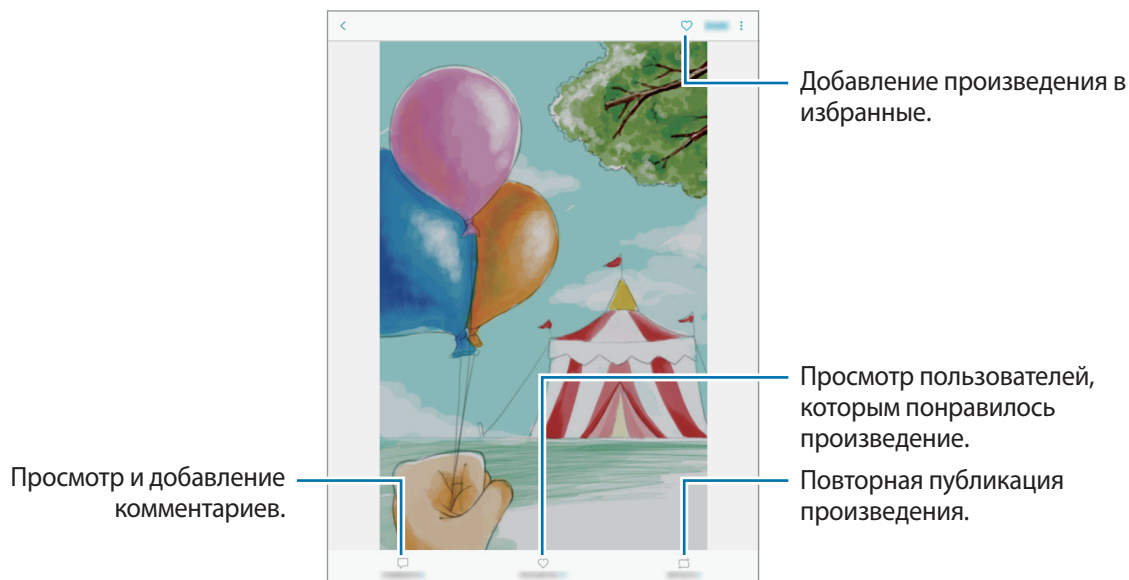 Добавление произведения в
избранные.
Просмотр пользователей,
которым понравилось
произведение.
Просмотр и добавление
комментариев.
Повторная публикация
произведения.